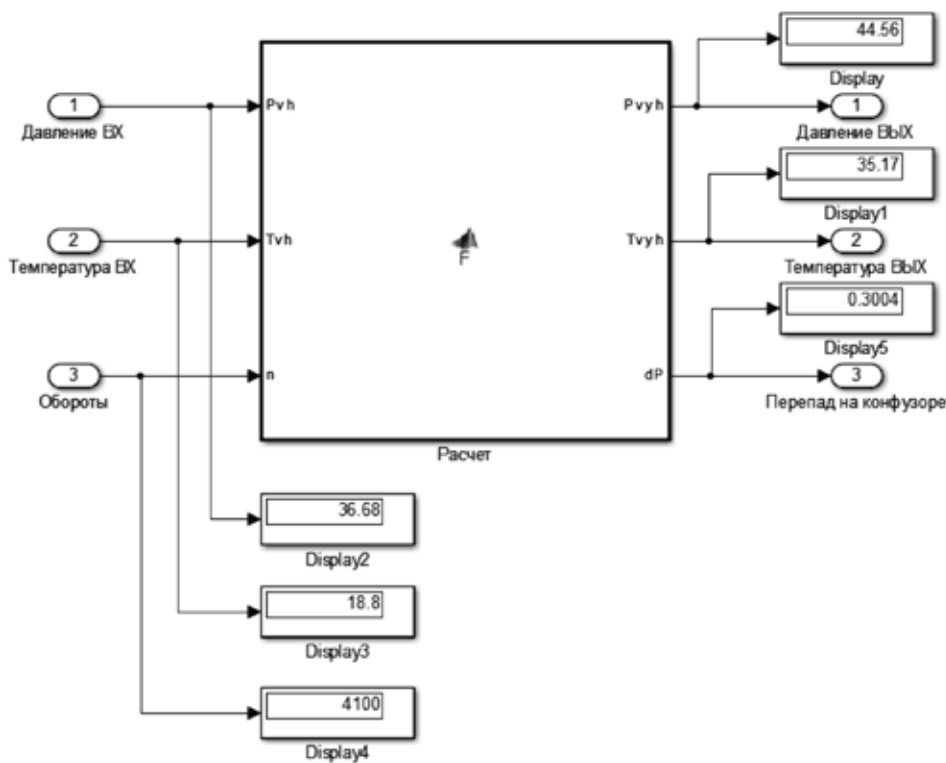 44.56
Display
1
Давление ВХ
Pvh
Pvyh
1
Давление ВЫХ
35.17
Display1
2
Температура ВХ
Tvh
F
Tvyh
2
Температура ВЫХ
0.3004
Display5
3
Обороты
n
dP
3
Перепад на конфузоре
Расчет
36.68
Display2
18.8
Display3
4100
Display4